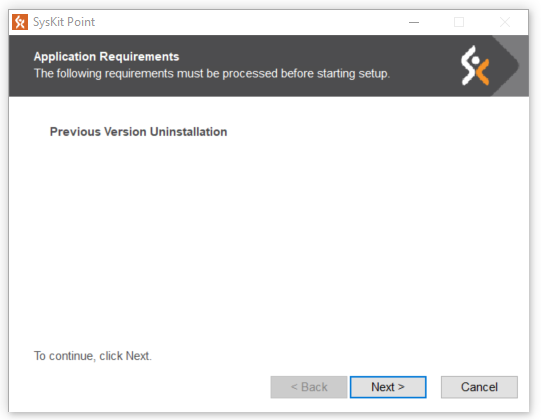 SysKit Point
Application Requirements
The following requirements must be processed before starting setup.
Previous Version Uninstallation
To continue, click Next.
< Back Next > Cancel